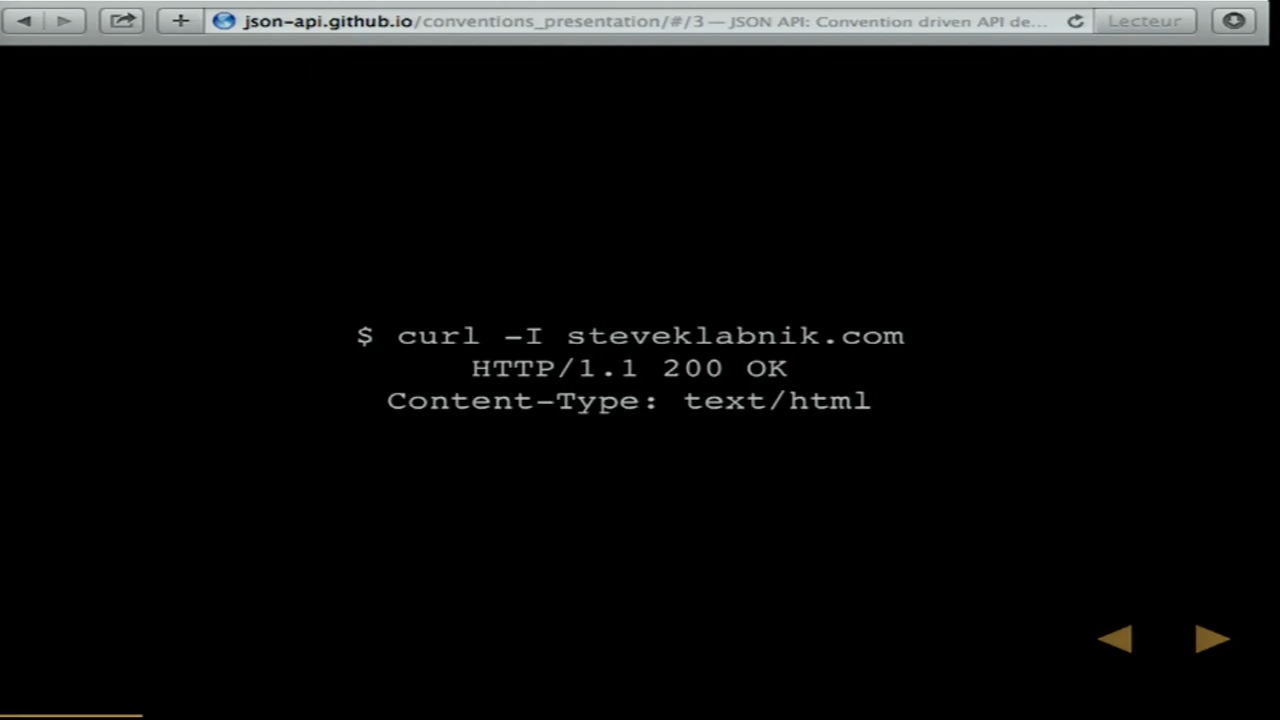 json-api.github.io/conventions_presentation/#/3 — JSON API: Convention driven API de...
Lecteur
$ curl -I steveklabnik.com
HTTP/1.1 200 OK
Content-Type: text/html